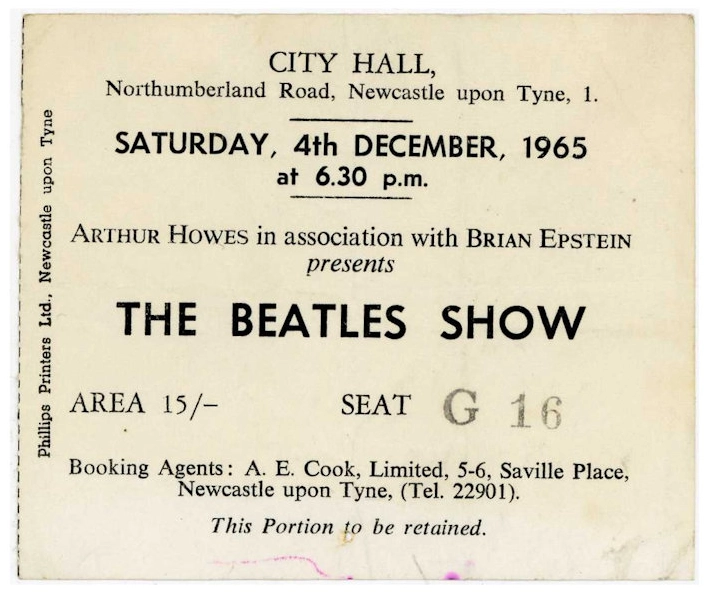 CITY HALL,
Northumberland Road, Newcastle upon Tyne, 1.
SATURDAY, 4th DECEMBER, 1965
at 6.30 p.m.
ARTHUR HOWES in association with BRIAN EPSTEIN
presents
THE BEATLES SHOW
AREA 15/– SEAT G 16
Booking Agents: A. E. Cook, Limited, 5-6, Saville Place,
Newcastle upon Tyne, (Tel. 22901).
This Portion to be retained.
Phillips Printers Ltd., Newcastle upon Tyne